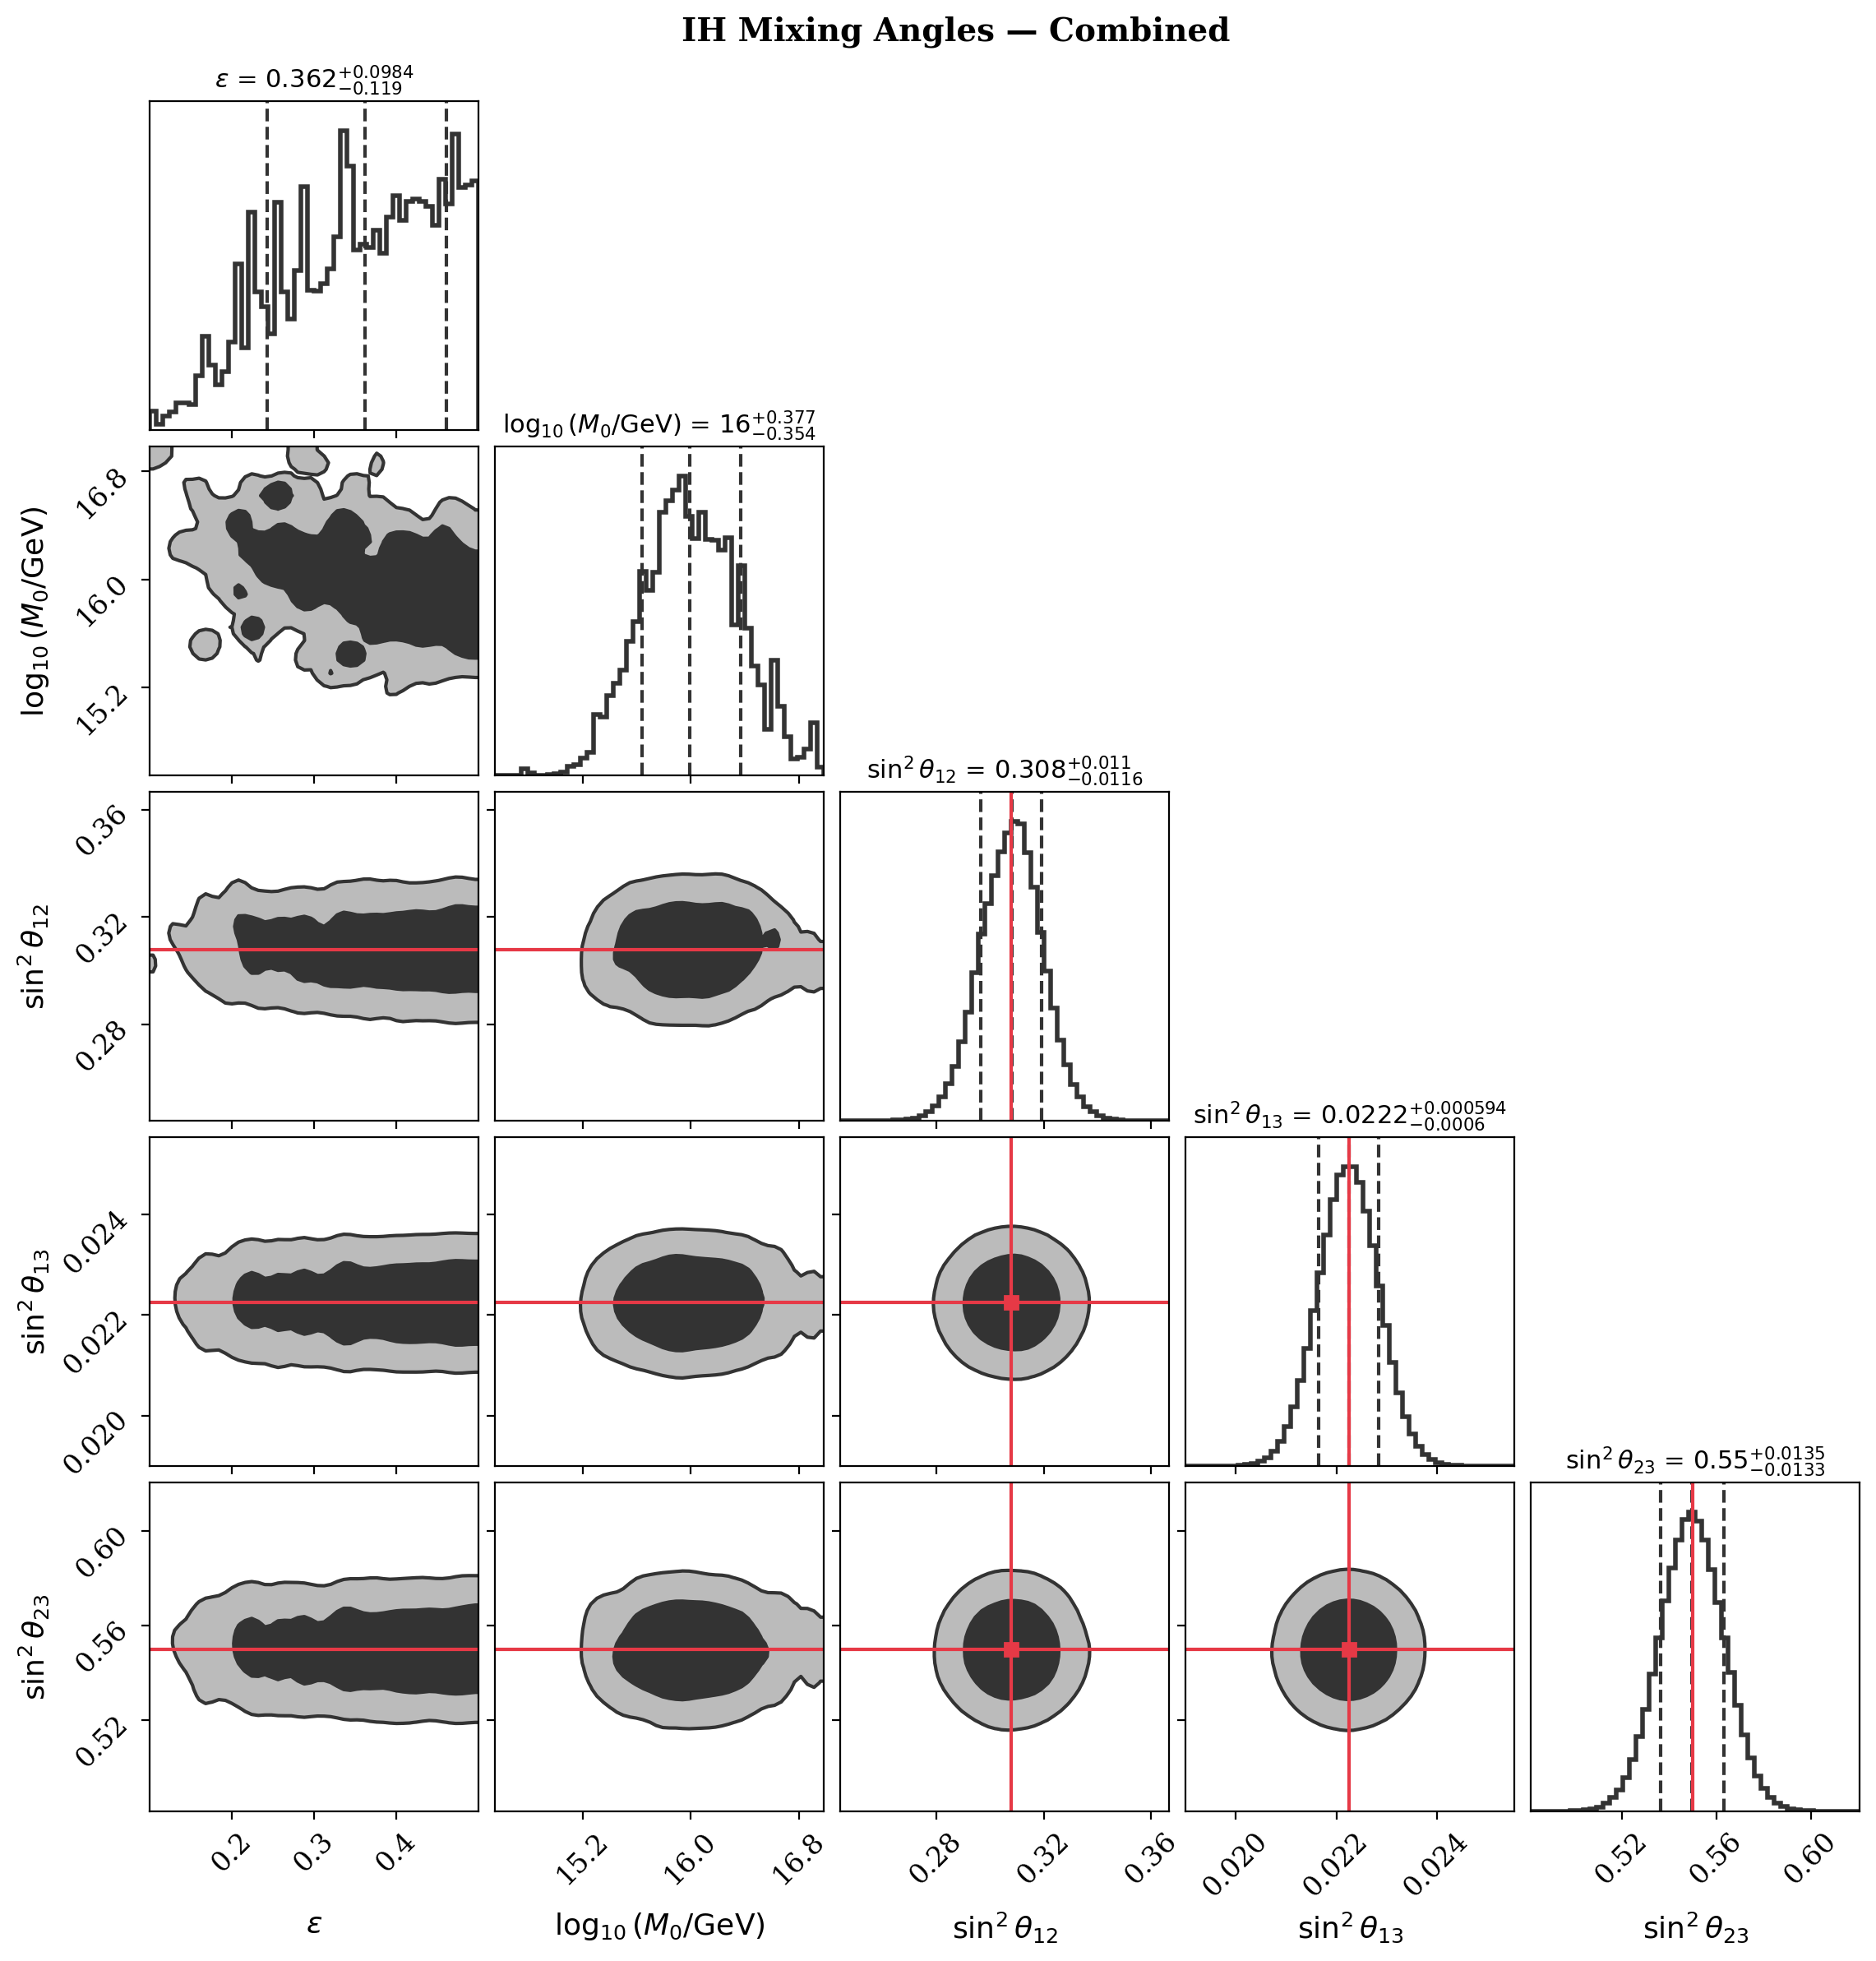 IH Mixing Angles — Combined
ε = 0.362+0.0984 −0.119
log10 (M0/GeV) = 16+0.377 −0.354
log10 (M0/GeV)
16.8
16.0
15.2
sin² θ12 = 0.308+0.011 −0.0116
sin² θ12
0.36
0.32
0.28
sin² θ13 = 0.0222+0.000594 −0.0006
sin² θ13
0.024
0.022
0.020
sin² θ23 = 0.55+0.0135 −0.0133
sin² θ23
0.60
0.56
0.52
0.2 0.3 0.4 15.2 16.0 16.8 0.28 0.32 0.36 0.020 0.022 0.024 0.52 0.56 0.60
ε log10 (M0/GeV) sin² θ12 sin² θ13 sin² θ23